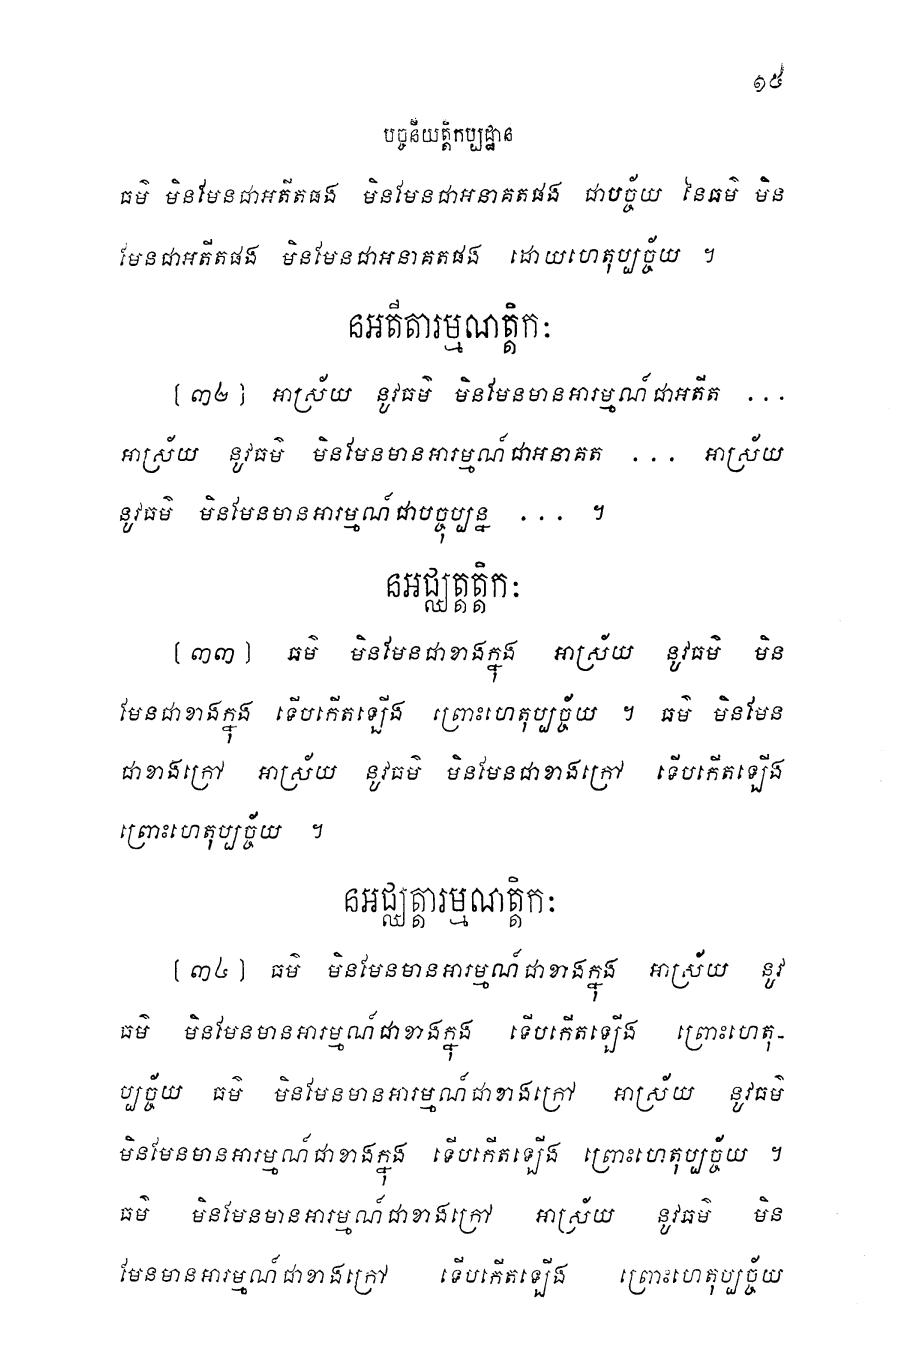 ១៥
បច្ចនីយត្តិកប្បដ្ឋាន
ធម៌ មិនមែនជាអតីតផង មិនមែនជាអនាគតផង ជាបច្ច័យ នៃធម៌ មិន
មែនជាអតីតផង មិនមែនជាអនាគតផង ដោយហេតុប្បច្ច័យ ។
នអតីតារម្មណត្តិកៈ
[៣២] អាស្រ័យ នូវធម៌ មិនមែនមានអារម្មណ៍ជាអតីត ...
អាស្រ័យ នូវធម៌ មិនមែនមានអារម្មណ៍ជាអនាគត ... អាស្រ័យ
នូវធម៌ មិនមែនមានអារម្មណ៍ជាបច្ចុប្បន្ន ... ។
នអជ្ឈត្តត្តិកៈ
[៣៣] ធម៌ មិនមែនជាខាងក្នុង អាស្រ័យ នូវធម៌ មិន
មែនជាខាងក្នុង ទើបកើតឡើង ព្រោះហេតុប្បច្ច័យ ។ ធម៌ មិនមែន
ជាខាងក្រៅ អាស្រ័យ នូវធម៌ មិនមែនជាខាងក្រៅ ទើបកើតឡើង
ព្រោះហេតុប្បច្ច័យ ។
នអជ្ឈត្តារម្មណត្តិកៈ
[៣៤] ធម៌ មិនមែនមានអារម្មណ៍ជាខាងក្នុង អាស្រ័យ នូវ
ធម៌ មិនមែនមានអារម្មណ៍ជាខាងក្នុង ទើបកើតឡើង ព្រោះហេតុ-
ប្បច្ច័យ ធម៌ មិនមែនមានអារម្មណ៍ជាខាងក្រៅ អាស្រ័យ នូវធម៌
មិនមែនមានអារម្មណ៍ជាខាងក្នុង ទើបកើតឡើង ព្រោះហេតុប្បច្ច័យ ។
ធម៌ មិនមែនមានអារម្មណ៍ជាខាងក្រៅ អាស្រ័យ នូវធម៌ មិន
មែនមានអារម្មណ៍ជាខាងក្រៅ ទើបកើតឡើង ព្រោះហេតុប្បច្ច័យ